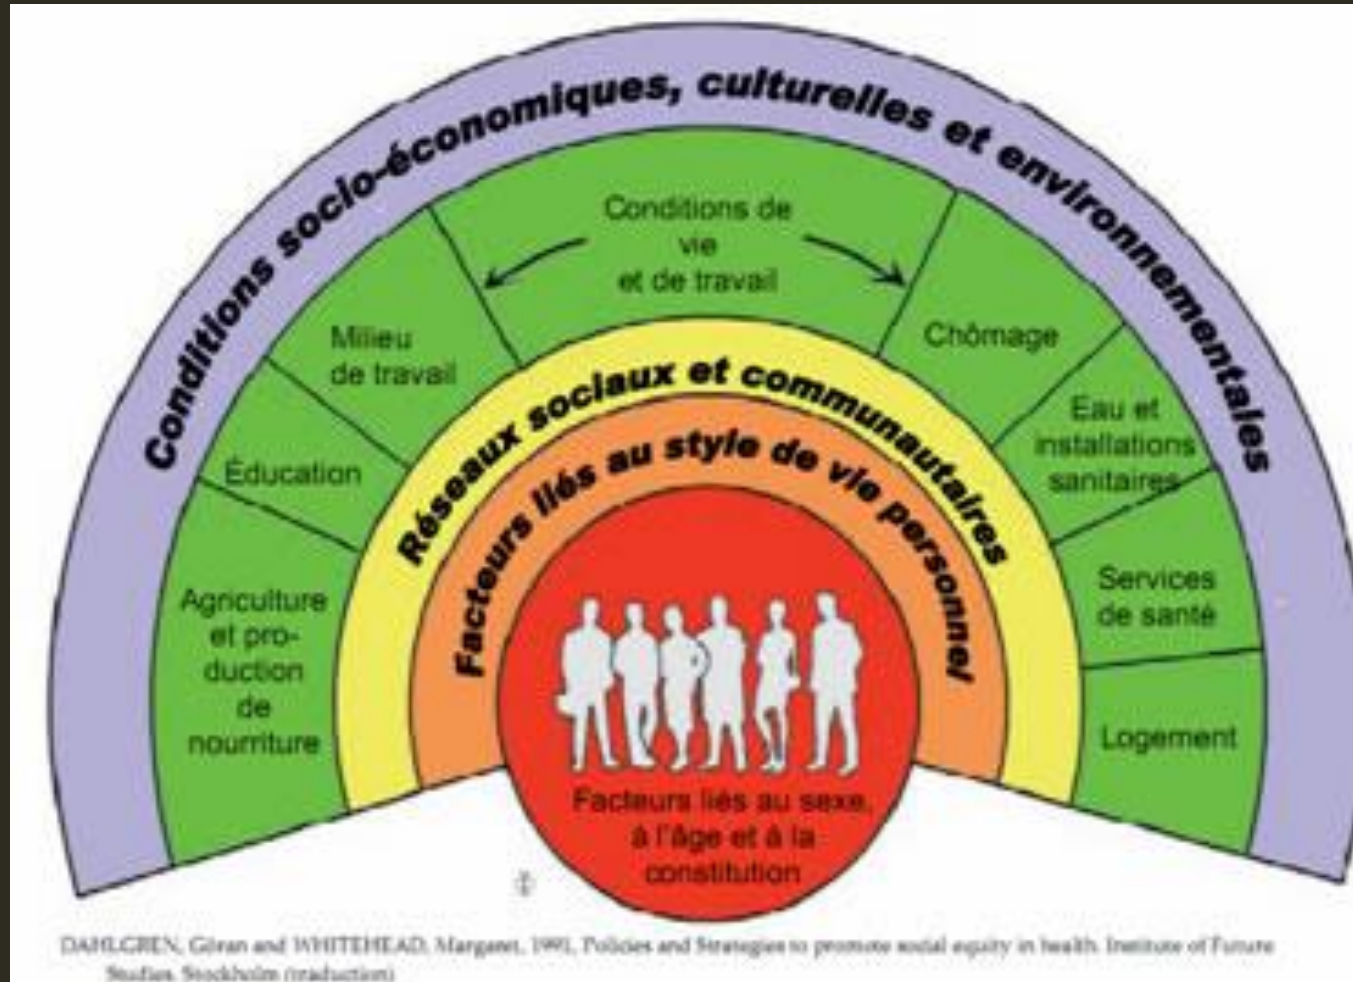 Conditions socio-économiques, culturelles et environnementales
Conditions de
vie
et de travail
Milieu
de travail
Éducation
Agriculture
et pro-
duction
de
nourriture
Chômage
Eau et
installations
sanitaires
Services
de santé
Logement
Réseaux sociaux et communautaires
Facteurs liés au style de vie personnel
Facteurs liés au sexe,
à l'âge et à la
constitution
DAHLGREN, Göran and WHITEHEAD, Margaret, 1991, Policies and Strategies to promote social equity in health. Institute of Future
Studies. Stockholm (traduction)